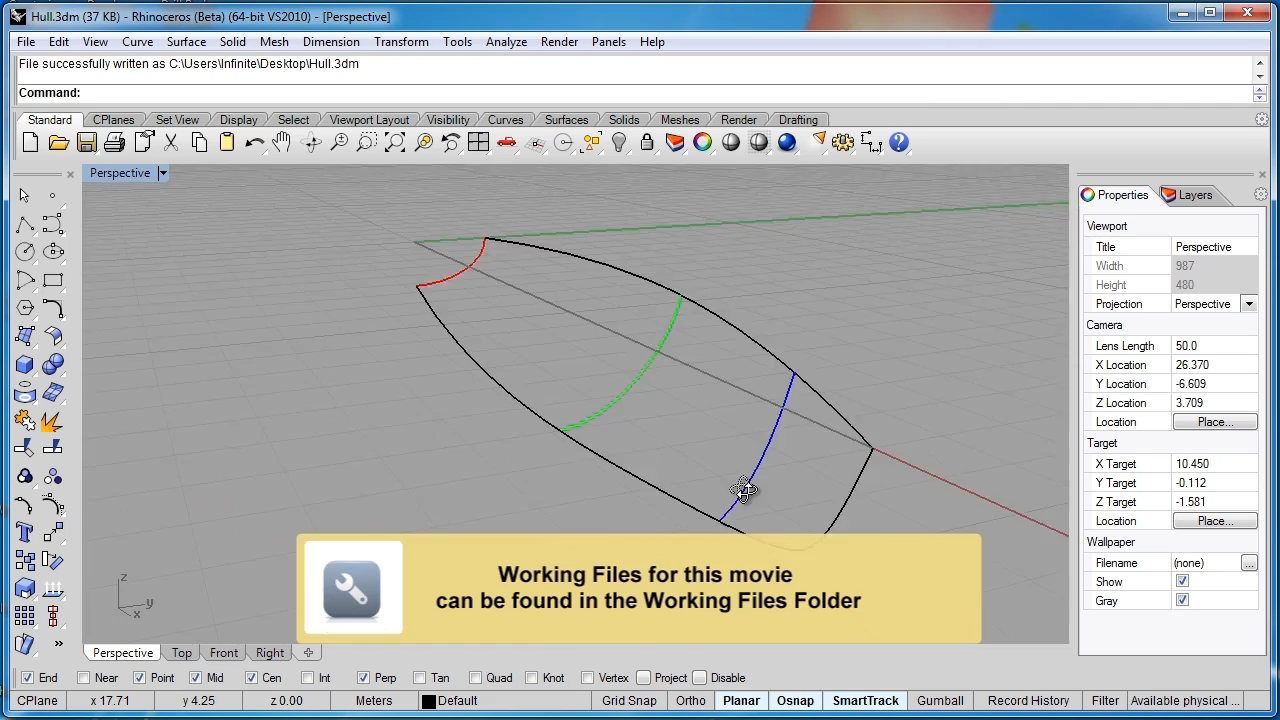 Hull.3dm (37 KB) - Rhinoceros (Beta) (64-bit VS2010) - [Perspective]
File Edit View Curve Surface Solid Mesh Dimension Transform Tools Analyze Render Panels Help
File successfully written as C:\Users\Infinite\Desktop\Hull.3dm
Command:
Standard CPlanes Set View Display Select Viewport Layout Visibility Curves Surfaces Solids Meshes Render Drafting
Perspective
Properties Layers
Viewport
Title Perspective
Width 987
Height 480
Projection Perspective
Camera
Lens Length 50.0
X Location 26.370
Y Location -6.609
Z Location 3.709
Location Place...
Target
X Target 10.450
Y Target -0.112
Z Target -1.581
Location Place...
Wallpaper
Filename (none) ...
Show
Gray
z
y
x
Working Files for this movie
can be found in the Working Files Folder
Perspective Top Front Right
End Near Point Mid Cen Int Perp Tan Quad Knot Vertex Project Disable
CPlane x 17.71 y 4.25 z 0.00 Meters Default Grid Snap Ortho Planar Osnap SmartTrack Gumball Record History Filter Available physical ...